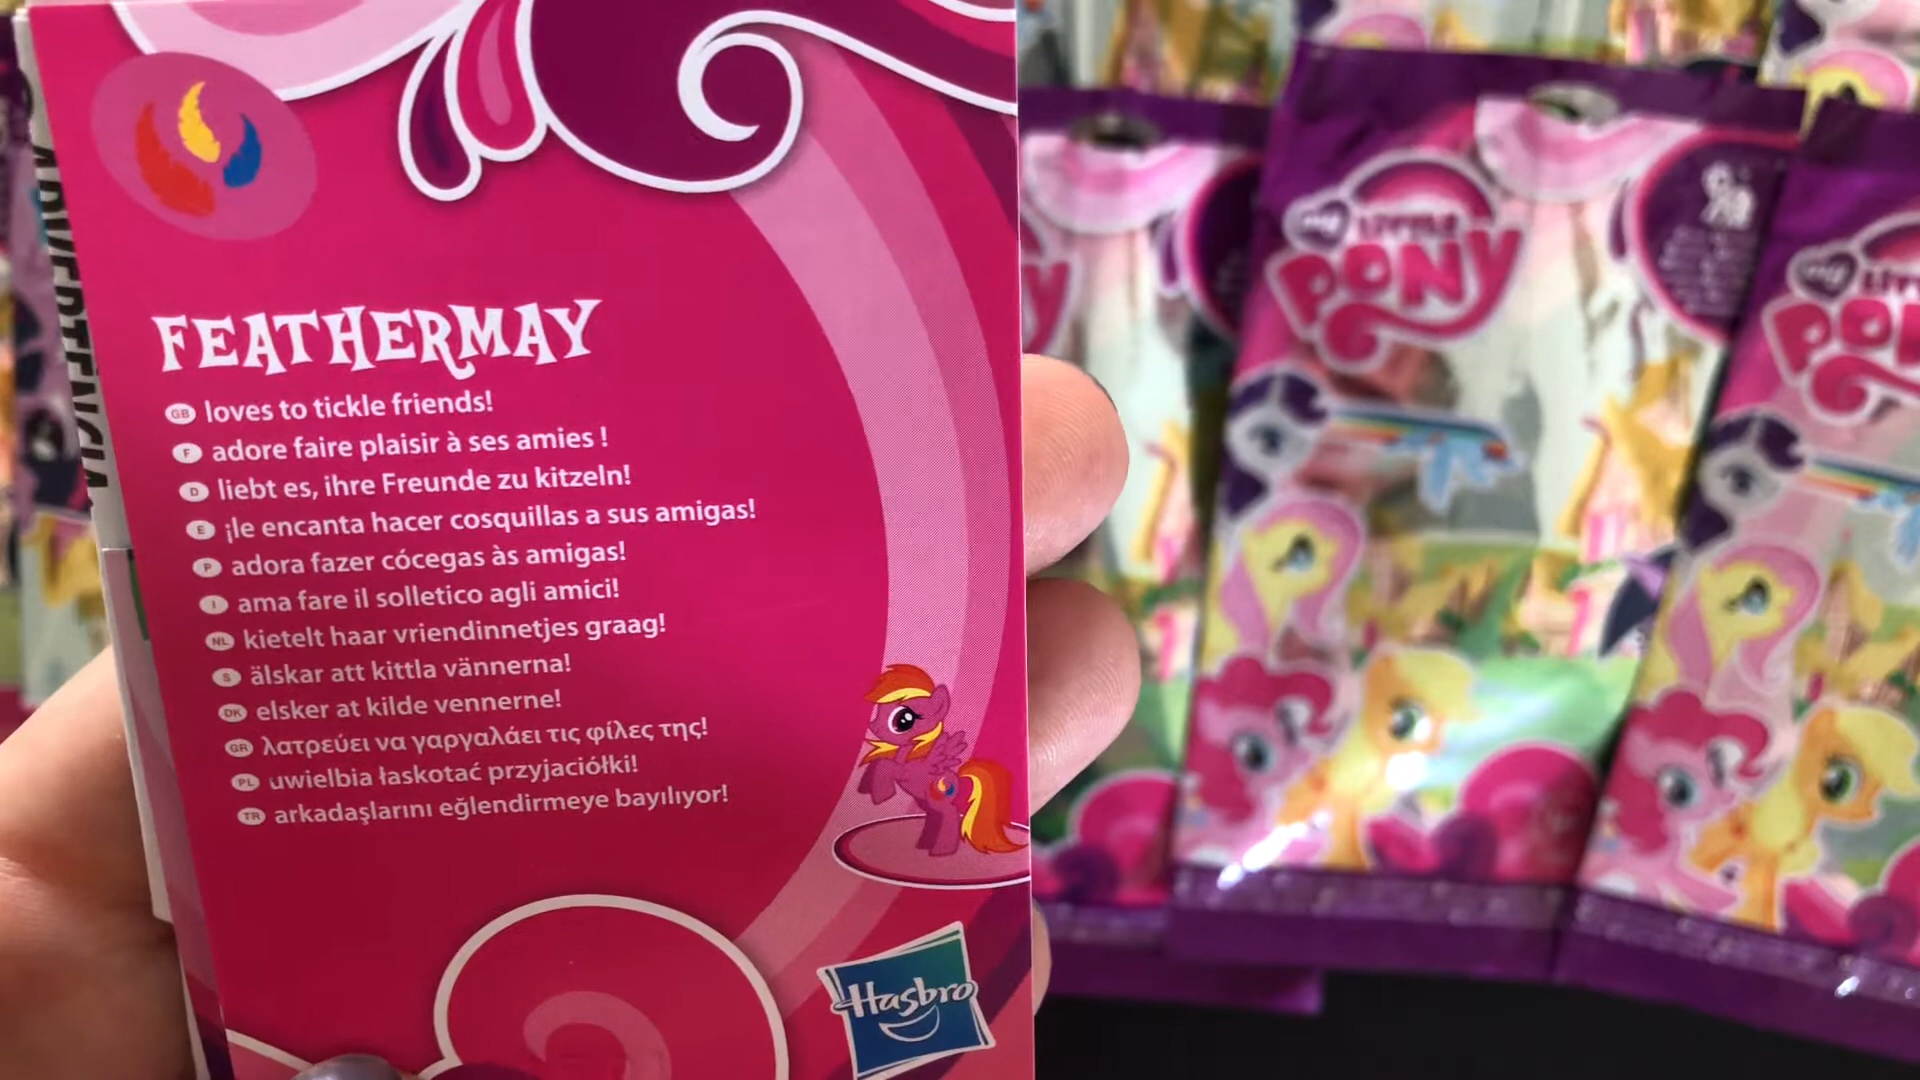 FEATHERMAY
GB loves to tickle friends!
F adore faire plaisir à ses amies !
D liebt es, ihre Freunde zu kitzeln!
E ¡le encanta hacer cosquillas a sus amigas!
P adora fazer cócegas às amigas!
I ama fare il solletico agli amici!
NL kietelt haar vriendinnetjes graag!
S älskar att kittla vännerna!
DK elsker at kilde vennerne!
GR λατρεύει να γαργαλάει τις φίλες της!
PL uwielbia łaskotać przyjaciółki!
TR arkadaşlarını eğlendirmeye bayılıyor!
Hasbro
ADVERTENCIA
MY LITTLE
PONY
MY